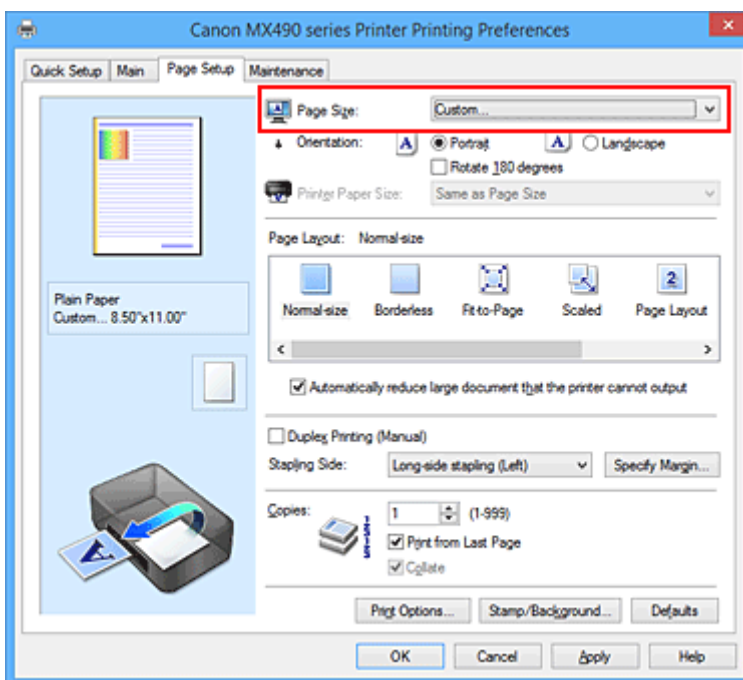 Canon MX490 series Printer Printing Preferences
Quick Setup Main Page Setup Maintenance
Page Size: Custom...
Orientation: A Portrait A Landscape
Rotate 180 degrees
Printer Paper Size: Same as Page Size
Page Layout: Normal-size
2
Normal-size Borderless Fit-to-Page Scaled Page Layout
Plain Paper
Custom... 8.50"x11.00"
Automatically reduce large document that the printer cannot output
Duplex Printing (Manual)
Stapling Side: Long-side stapling (Left) Specify Margin...
Copies: 1 (1-999)
Print from Last Page
Collate
A
Print Options... Stamp/Background... Defaults
OK Cancel Apply Help